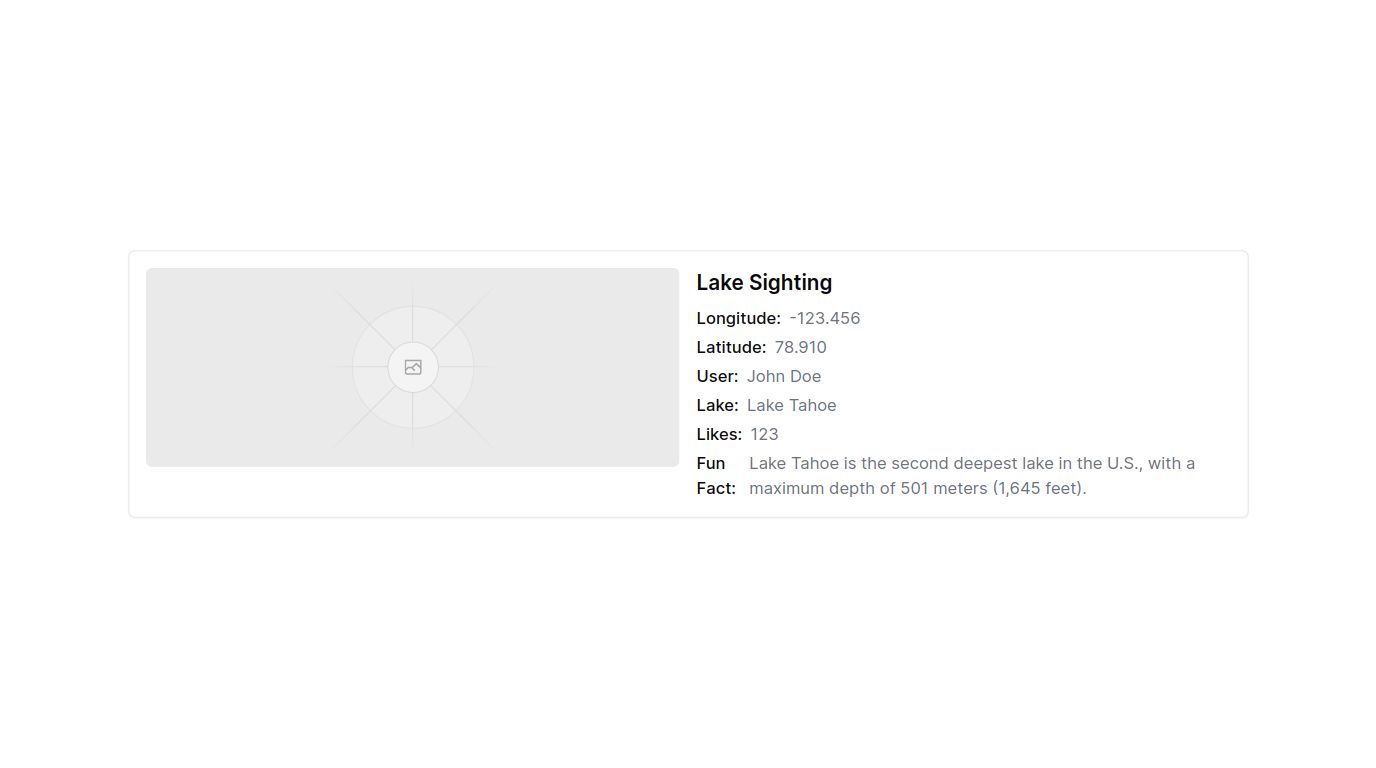 Lake Sighting
Longitude: -123.456
Latitude: 78.910
User: John Doe
Lake: Lake Tahoe
Likes: 123
Fun Lake Tahoe is the second deepest lake in the U.S., with a
Fact: maximum depth of 501 meters (1,645 feet).